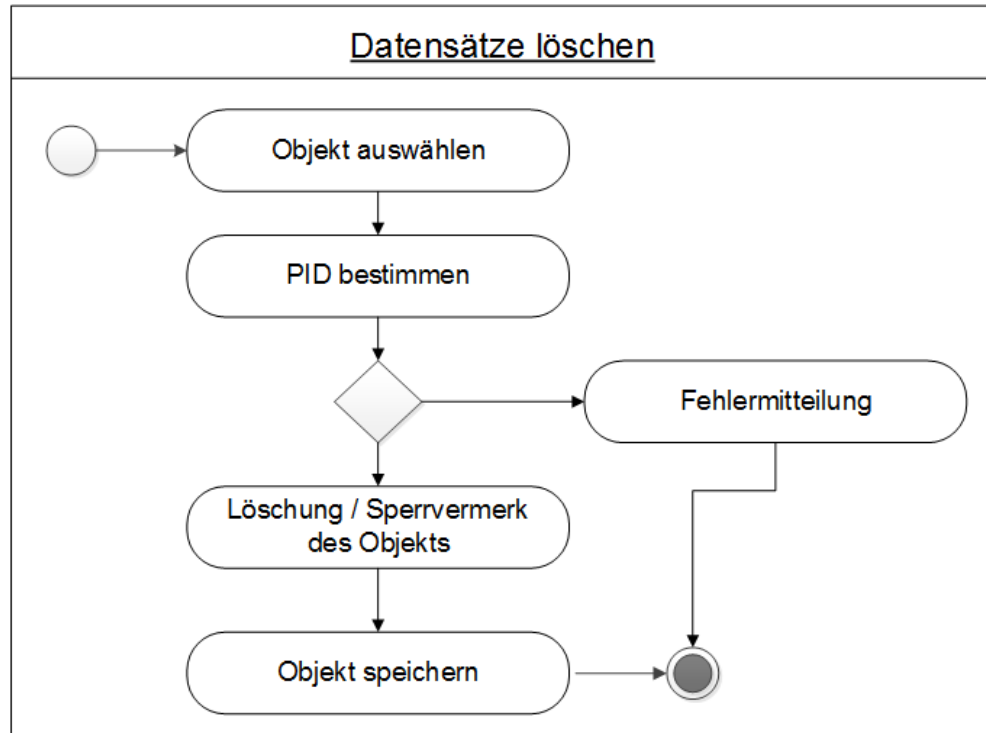 Datensätze löschen
Objekt auswählen
PID bestimmen
Fehlermitteilung
Löschung / Sperrvermerk
des Objekts
Objekt speichern